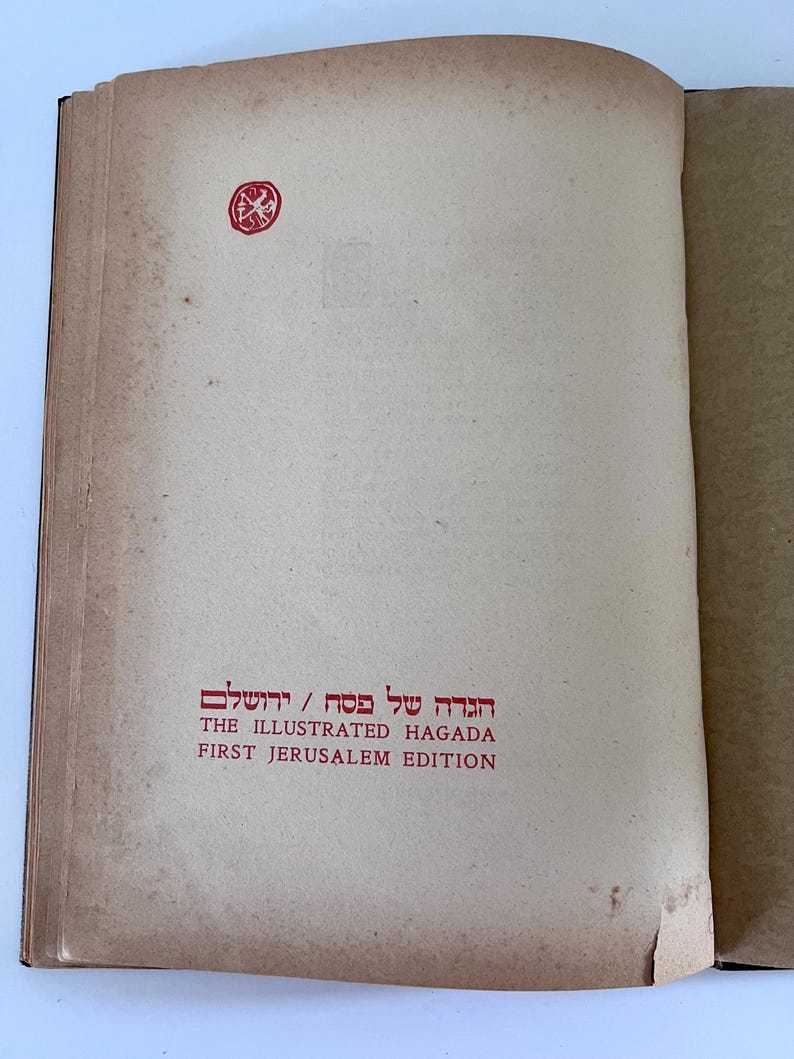 הגדה של פסח / ירושלם
THE ILLUSTRATED HAGADA
FIRST JERUSALEM EDITION